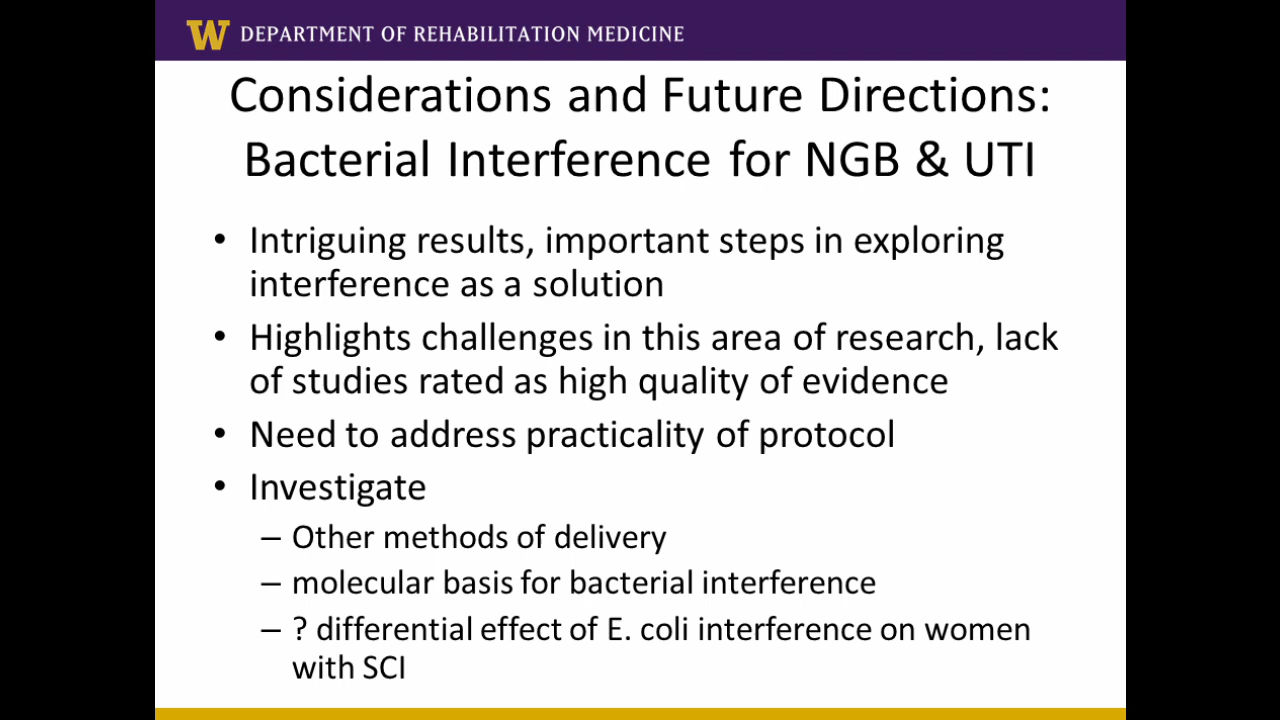 W DEPARTMENT OF REHABILITATION MEDICINE
Considerations and Future Directions:
Bacterial Interference for NGB & UTI
• Intriguing results, important steps in exploring
interference as a solution
• Highlights challenges in this area of research, lack
of studies rated as high quality of evidence
• Need to address practicality of protocol
• Investigate
– Other methods of delivery
– molecular basis for bacterial interference
– ? differential effect of E. coli interference on women
with SCI